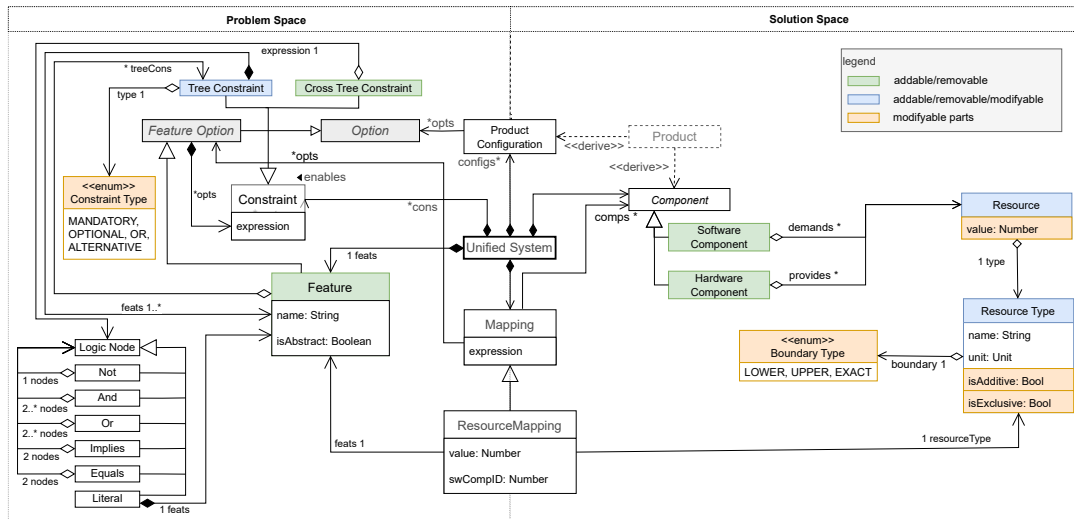 Problem Space
Solution Space
expression 1
* treeCons
type 1
Tree Constraint
Cross Tree Constraint
legend
addable/removable
addable/removable/modifyable
modifyable parts
Feature Option
Option
*opts
Product
Configuration
Product
<<derive>>
<<derive>>
configs*
*opts
enables
<<enum>>
Constraint Type
MANDATORY,
OPTIONAL, OR,
ALTERNATIVE
*opts
Constraint
expression
*cons
Component
comps *
Software
Component
demands *
Hardware
Component
provides *
Resource
value: Number
1 type
Unified System
1 feats
Feature
name: String
isAbstract: Boolean
feats 1..*
Mapping
expression
Resource Type
name: String
unit: Unit
isAdditive: Bool
isExclusive: Bool
<<enum>>
Boundary Type
LOWER, UPPER, EXACT
boundary 1
Logic Node
Not
1 nodes
And
2..* nodes
Or
2..* nodes
Implies
2 nodes
Equals
2 nodes
Literal
1 feats
feats 1
ResourceMapping
value: Number
swCompID: Number
1 resourceType